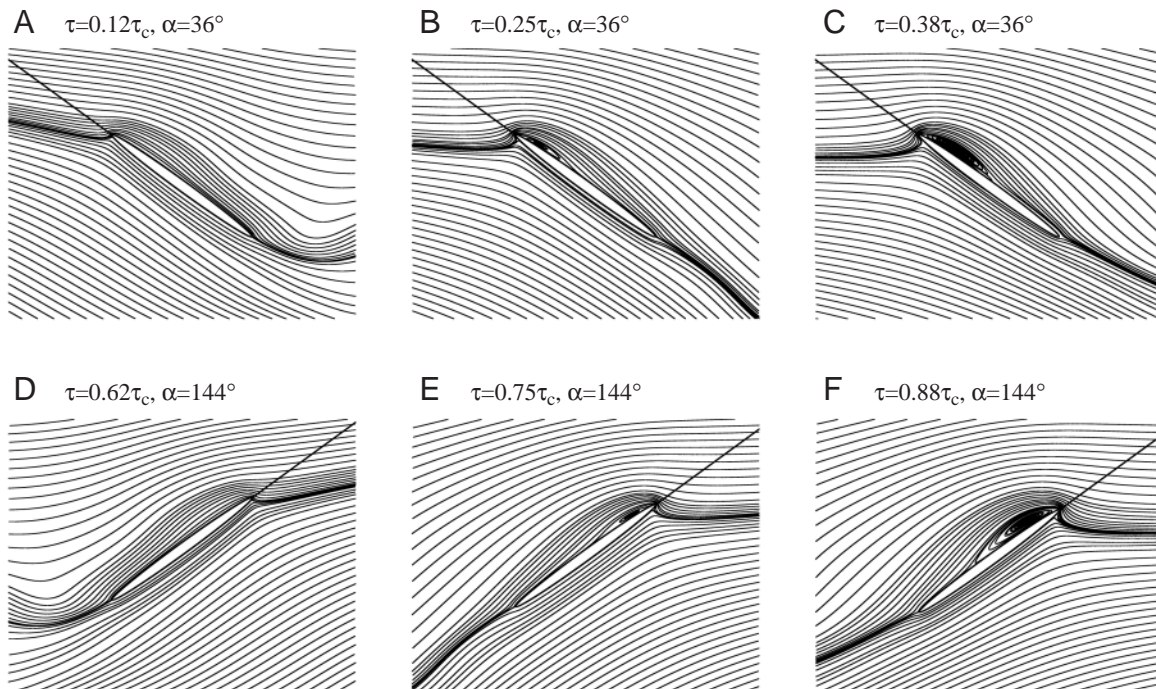 A τ=0.12τc, α=36°
B τ=0.25τc, α=36°
C τ=0.38τc, α=36°
D τ=0.62τc, α=144°
E τ=0.75τc, α=144°
F τ=0.88τc, α=144°